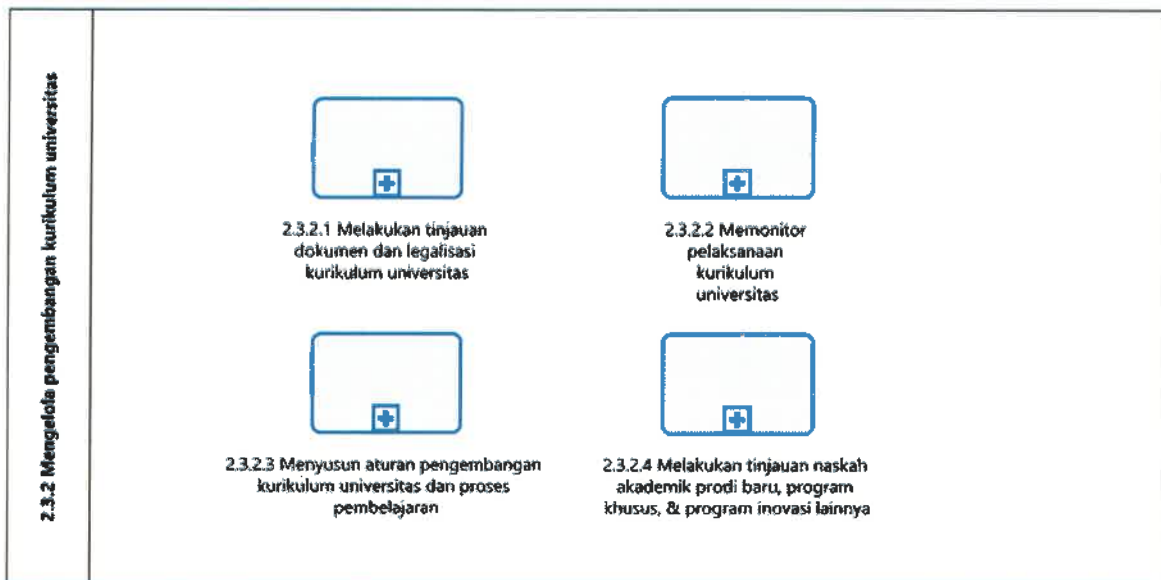 2.3.2 Mengelola pengembangan kurikulum universitas
2.3.2.1 Melakukan tinjauan
dokumen dan legalisasi
kurikulum universitas
2.3.2.2 Memonitor
pelaksanaan
kurikulum
universitas
2.3.2.3 Menyusun aturan pengembangan
kurikulum universitas dan proses
pembelajaran
2.3.2.4 Melakukan tinjauan naskah
akademik prodi baru, program
khusus, & program inovasi lainnya